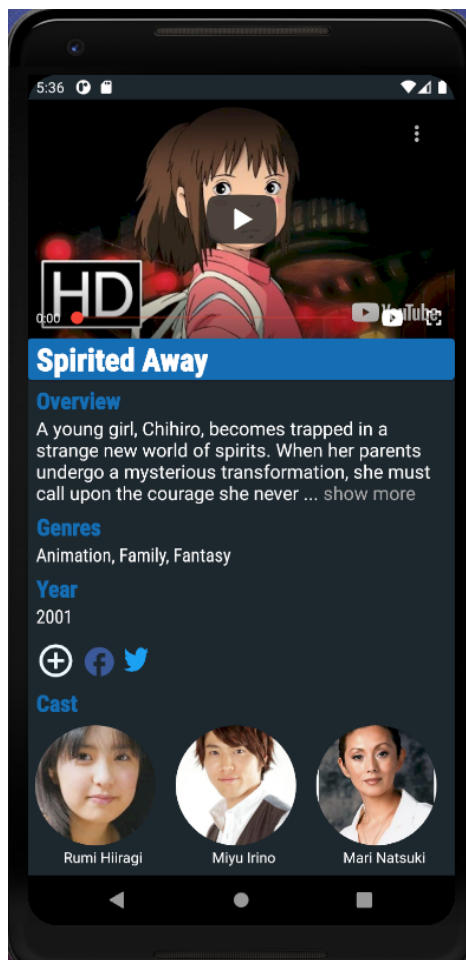 5:36
HD
0:00
YouTube
Spirited Away
Overview
A young girl, Chihiro, becomes trapped in a
strange new world of spirits. When her parents
undergo a mysterious transformation, she must
call upon the courage she never ... show more
Genres
Animation, Family, Fantasy
Year
2001
Cast
Rumi Hiiragi Miyu Irino Mari Natsuki